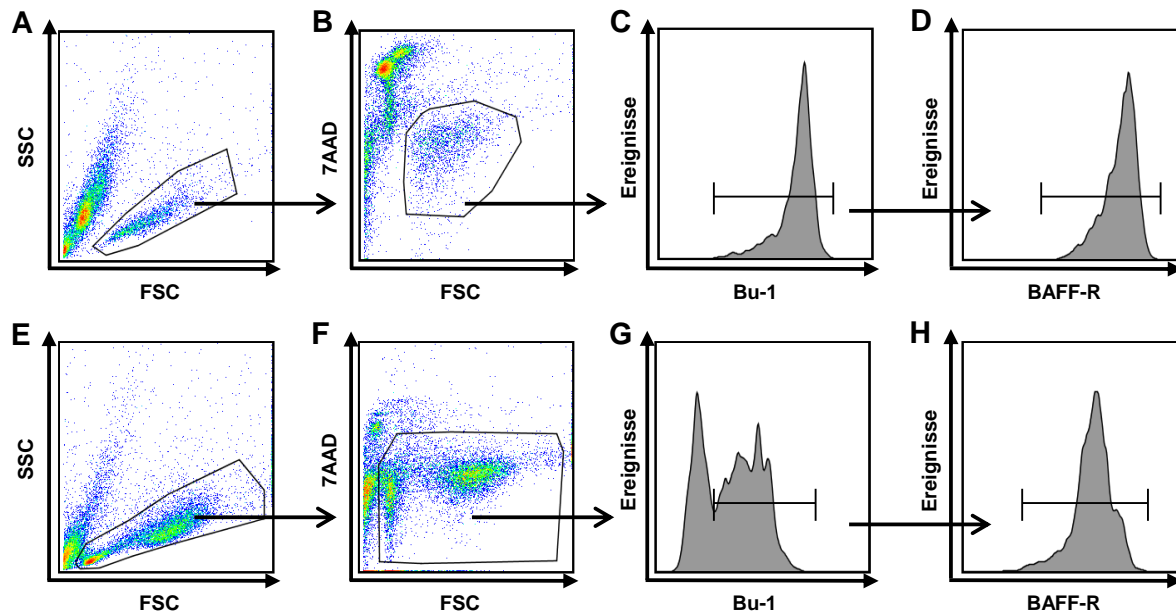 A
SSC
FSC
B
7AAD
FSC
C
Ereignisse
Bu-1
D
Ereignisse
BAFF-R
E
SSC
FSC
F
7AAD
FSC
G
Ereignisse
Bu-1
H
Ereignisse
BAFF-R